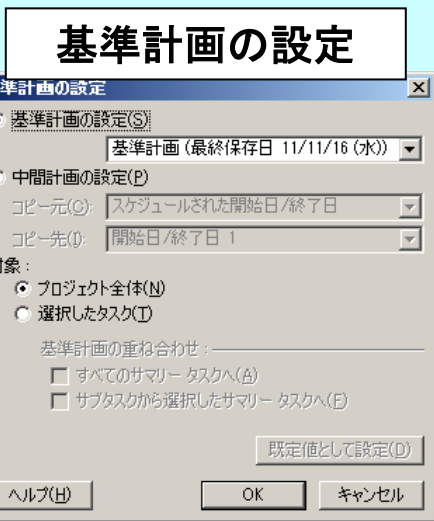 基準計画の設定
準計画の設定
基準計画の設定(S)
基準計画 (最終保存日 11/11/16 (水))
中間計画の設定(P)
コピー元(C): スケジュールされた開始日/終了日
コピー先(I): 開始日/終了日 1
対象 :
プロジェクト全体(N)
選択したタスク(T)
基準計画の重ね合わせ :
すべてのサマリー タスクへ(A)
サブタスクから選択したサマリー タスクへ(F)
既定値として設定(D)
ヘルプ(H) OK キャンセル